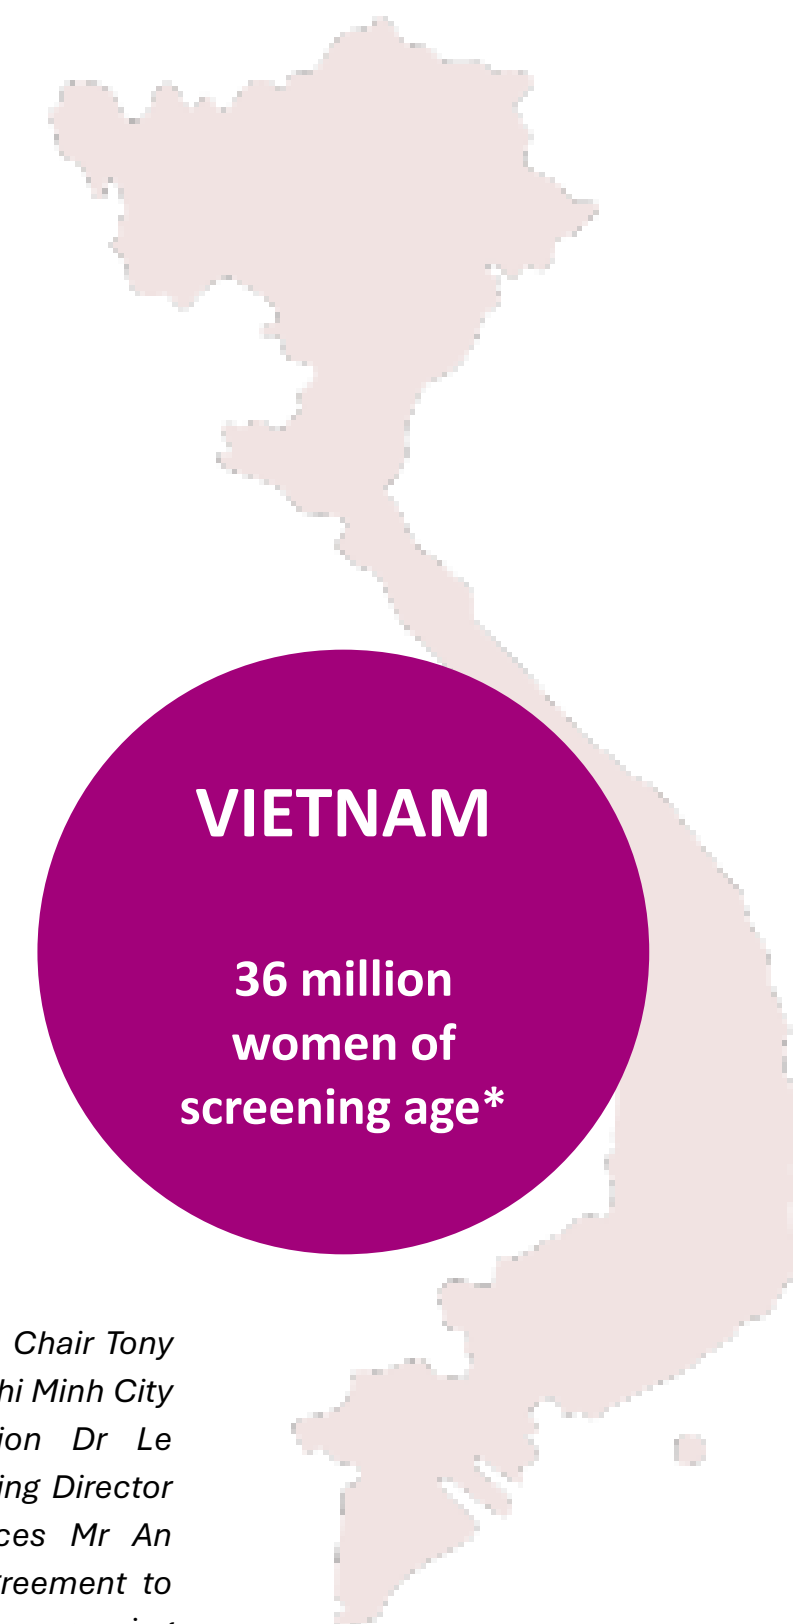 VIETNAM
36 million
women of
screening age*
Chair Tony
hi Minh City
ion Dr Le
ing Director
ces Mr An
reement to